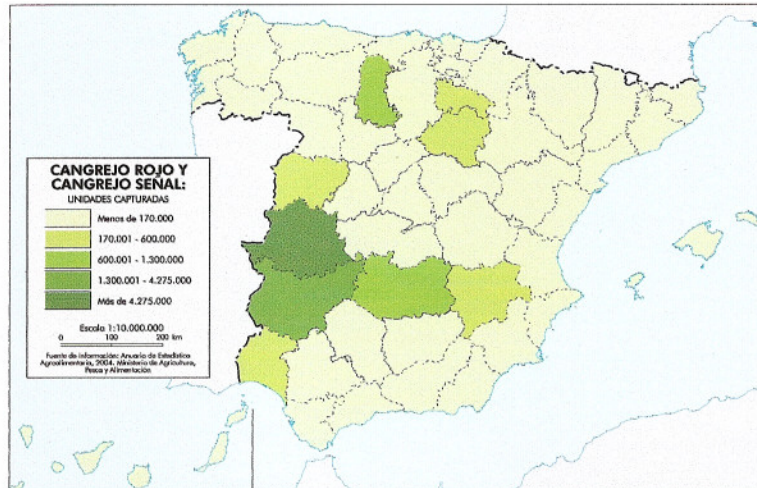 CANGREJO ROJO Y
CANGREJO SEÑAL:
UNIDADES CAPTURADAS
Menos de 170.000
170.001 - 600.000
600.001 - 1.300.000
1.300.001 - 4.275.000
Más de 4.275.000
Escala 1:10.000.000
0 100 200 km
Fuente de información: Anuario de Estadística
Agroalimentaria, 2004. Ministerio de Agricultura,
Pesca y Alimentación